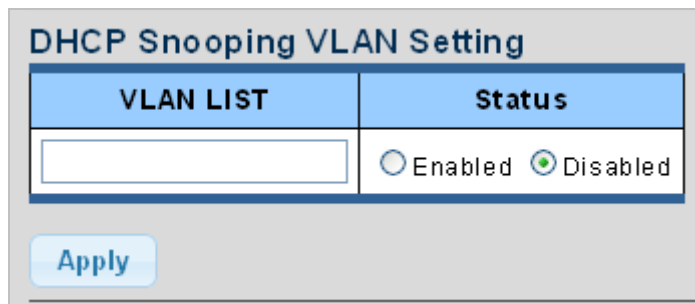 DHCP Snooping VLAN Setting
VLAN LIST Status
Enabled Disabled
Apply